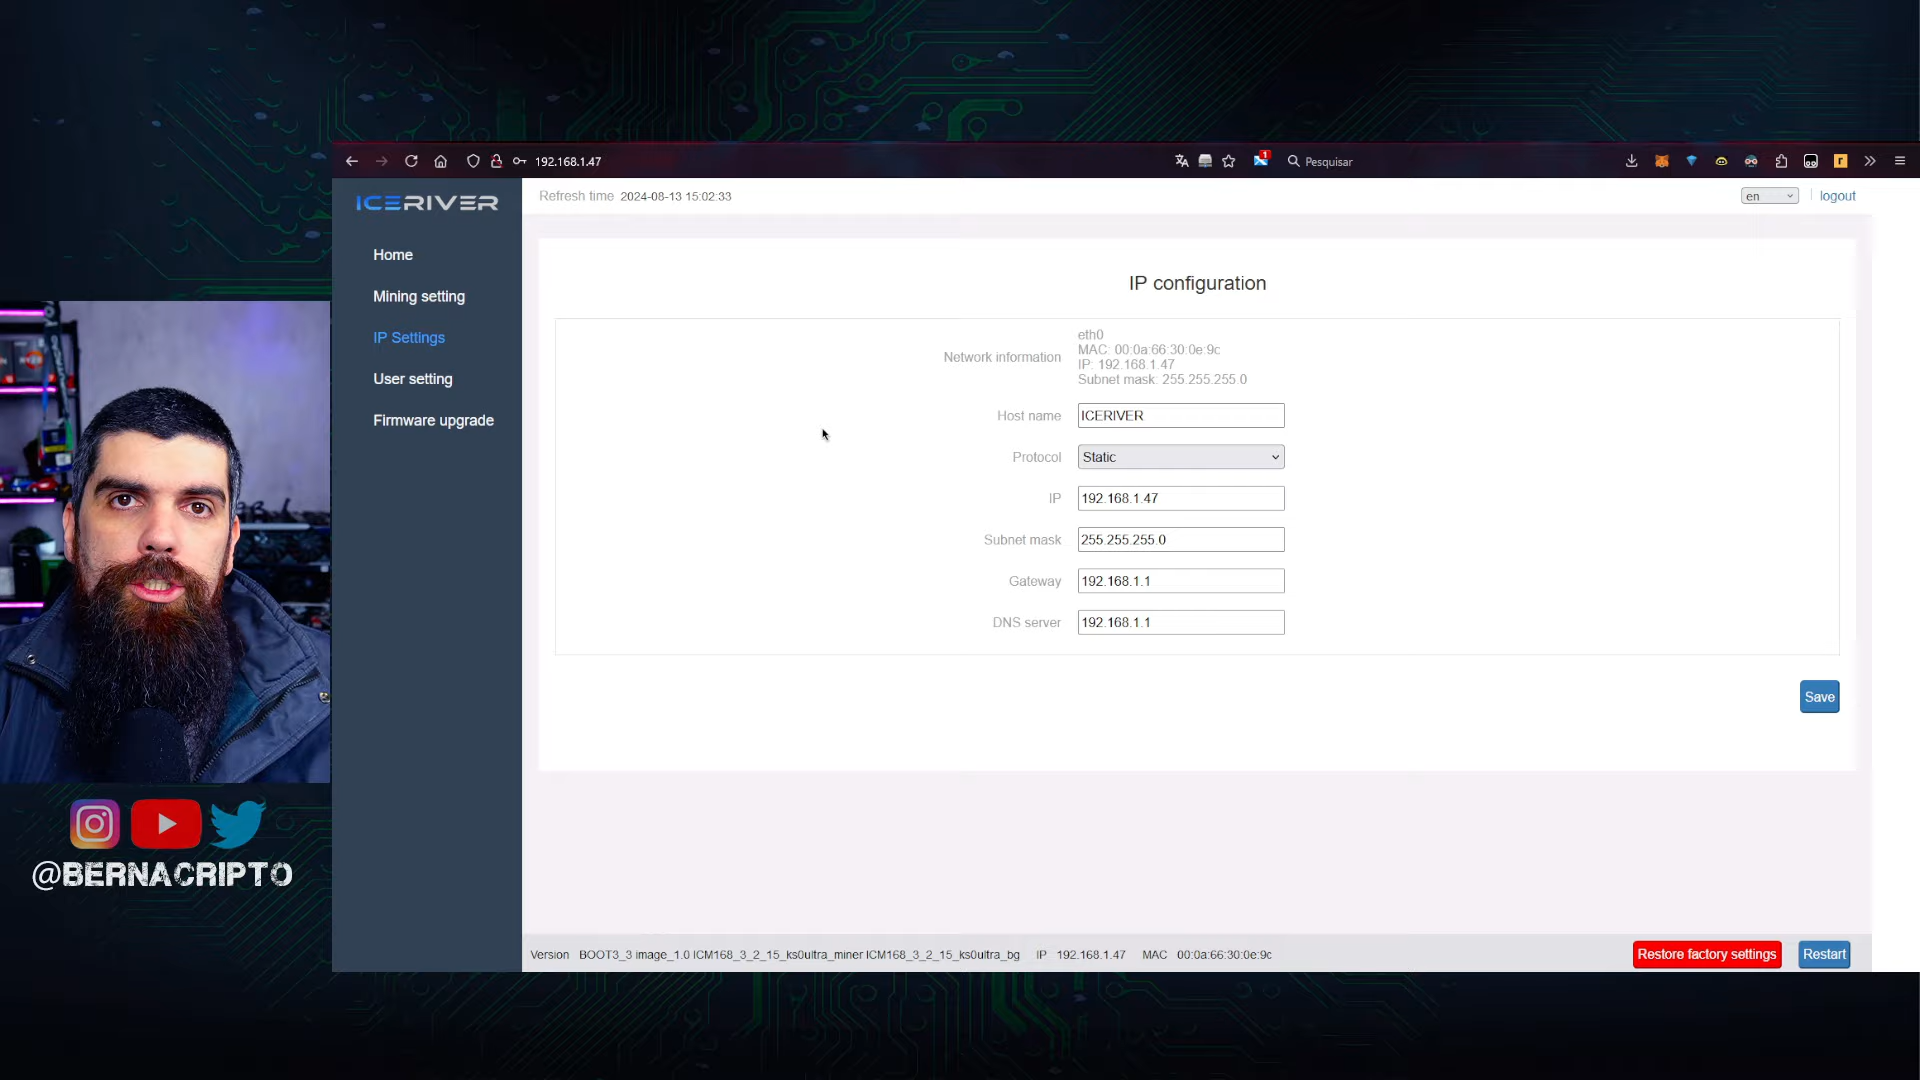 192.168.1.47
1
Pesquisar
ICERIVER
Refresh time 2024-08-13 15:02:33
en
logout
Home
Mining setting
IP Settings
User setting
Firmware upgrade
IP configuration
Network information
eth0
MAC: 00:0a:66:30:0e:9c
IP: 192.168.1.47
Subnet mask: 255.255.255.0
Host name ICERIVER
Protocol Static
IP 192.168.1.47
Subnet mask 255.255.255.0
Gateway 192.168.1.1
DNS server 192.168.1.1
Save
@BERNACRIPTO
Version BOOT3_3 image_1.0 ICM168_3_2_15_ks0ultra_miner ICM168_3_2_15_ks0ultra_bg IP 192.168.1.47 MAC 00:0a:66:30:0e:9c
Restore factory settings
Restart